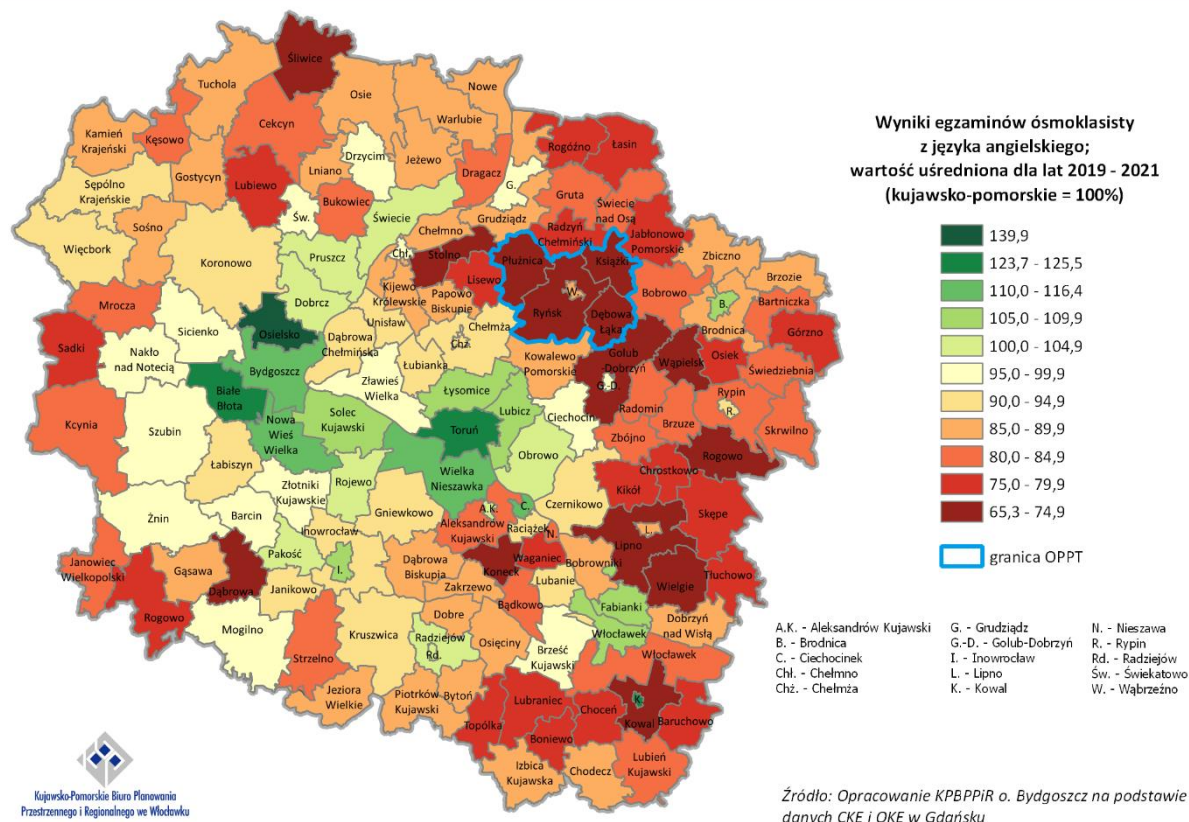 Wyniki egzaminów ósmoklasisty
z języka angielskiego;
wartość uśredniona dla lat 2019 - 2021
(kujawsko-pomorskie = 100%)
139,9
123,7 - 125,5
110,0 - 116,4
105,0 - 109,9
100,0 - 104,9
95,0 - 99,9
90,0 - 94,9
85,0 - 89,9
80,0 - 84,9
75,0 - 79,9
65,3 - 74,9
granica OPPT
A.K. - Aleksandrów Kujawski
B. - Brodnica
C. - Ciechocinek
Chł. - Chełmno
Chż. - Chełmża
G. - Grudziądz
G.-D. - Golub-Dobrzyń
I. - Inowrocław
L. - Lipno
K. - Kowal
N. - Nieszawa
R. - Rypin
Rd. - Radziejów
Św. - Świekatowo
W. - Wąbrzeźno
Śliwice
Tuchola
Osie
Nowe
Warlubie
Kamień
Krajeński
Kęsowo
Cekcyn
Drzycim
Jeżewo
Dragacz
G.
Rogóźno
Łasin
Sępólno
Krajeńskie
Gostycyn
Lubiewo
Lniano
Bukowiec
Św.
Świecie
Gruta
Świecie
nad Osą
Sośno
Więcbork
Koronowo
Pruszcz
Chełmno
Grudziądz
Radzyń
Chełmiński
Jabłonowo
Pomorskie
Chł.
Stolno
Płużnica
Książki
Zbiczno
Brzozie
Mrocza
Dobrcz
Kijewo
Królewskie
Papowo
Biskupie
Lisewo
W.
Bobrowo
B.
Bartniczka
Sadki
Sicienko
Osielsko
Unisław
Dąbrowa
Chełmińska
Chełmża
Chż.
Ryńsk
Dębowa
Łąka
Brodnica
Górzno
Nakło
nad Notecią
Bydgoszcz
Łubianka
Kowalewo
Pomorskie
Golub
-Dobrzyń
G.-D.
Wąpielsk
Osiek
Świedziebnia
Białe
Błota
Zławieś
Wielka
Łysomice
Ciechocin
Radomin
Rypin
R.
Kcynia
Szubin
Nowa
Wieś
Wielka
Solec
Kujawski
Toruń
Lubicz
Zbójno
Brzuze
Skrwilno
Łabiszyn
Wielka
Nieszawka
Obrowo
Rogowo
Złotniki
Kujawskie
Rojewo
Czernikowo
Kikół
Chrostkowo
Żnin
Barcin
Inowrocław
Gniewkowo
A.K.
C.
Aleksandrów
Kujawski
Raciążek
N.
L.
Skępe
Pakość
I.
Janowiec
Wielkopolski
Gąsawa
Dąbrowa
Janikowo
Dąbrowa
Biskupia
Koneck
Waganiec
Bobrowniki
Lipno
Wielgie
Tłuchowo
Rogowo
Zakrzewo
Lubanie
Bądkowo
Fabianki
Mogilno
Strzelno
Kruszwica
Dobre
Radziejów
Rd.
Osięciny
Brześć
Kujawski
Włocławek
Dobrzyń
nad Wisłą
Włocławek
Jeziora
Wielkie
Piotrków
Kujawski
Bytoń
Topólka
Lubraniec
Boniewo
Choceń
K.
Kowal
Baruchowo
Izbica
Kujawska
Chodecz
Lubień
Kujawski
Kujawsko-Pomorskie Biuro Planowania
Przestrzennego i Regionalnego we Włocławku
Źródło: Opracowanie KPBPPiR o. Bydgoszcz na podstawie
danych CKE i OKE w Gdańsku